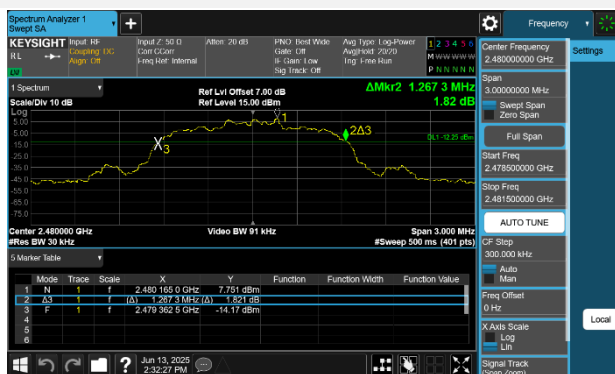 Spectrum Analyzer 1
Swept SA
+
Frequency
KEYSIGHT
RL
Input: RF
Coupling: DC
Align: Off
Input Z: 50 Ω
Corr CCorr
Freq Ref: Internal
Atten: 20 dB
PNO: Best Wide
Gate: Off
IF Gain: Low
Sig Track: Off
Avg Type: Log-Power
Avg|Hold: 20/20
Trig: Free Run
1 2 3 4 5 6
M W W W W W
P N N N N N
1 Spectrum
Scale/Div 10 dB
Ref Lvl Offset 7.00 dB
Ref Level 15.00 dBm
ΔMkr2 1.267 3 MHz
1.82 dB
Log
5.00
-5.00
-15.0
-25.0
-35.0
-45.0
-55.0
-65.0
-75.0
1
2Δ3
X3
DL1 -12.25 dBm
Center 2.480000 GHz
#Res BW 30 kHz
Video BW 91 kHz
Span 3.000 MHz
#Sweep 500 ms (401 pts)
5 Marker Table
Mode Trace Scale X Y Function Function Width Function Value
1 N 1 f 2.480 165 0 GHz 7.751 dBm
2 Δ3 1 f (Δ) 1.267 3 MHz (Δ) 1.821 dB
3 F 1 f 2.479 362 5 GHz -14.17 dBm
4
5
6
?
Jun 13, 2025
2:32:27 PM
Center Frequency
2.480000000 GHz
Span
3.00000000 MHz
Swept Span
Zero Span
Full Span
Start Freq
2.478500000 GHz
Stop Freq
2.481500000 GHz
AUTO TUNE
CF Step
300.000 kHz
Auto
Man
Freq Offset
0 Hz
X Axis Scale
Log
Lin
Signal Track
(Span Zoom)
Settings
Local